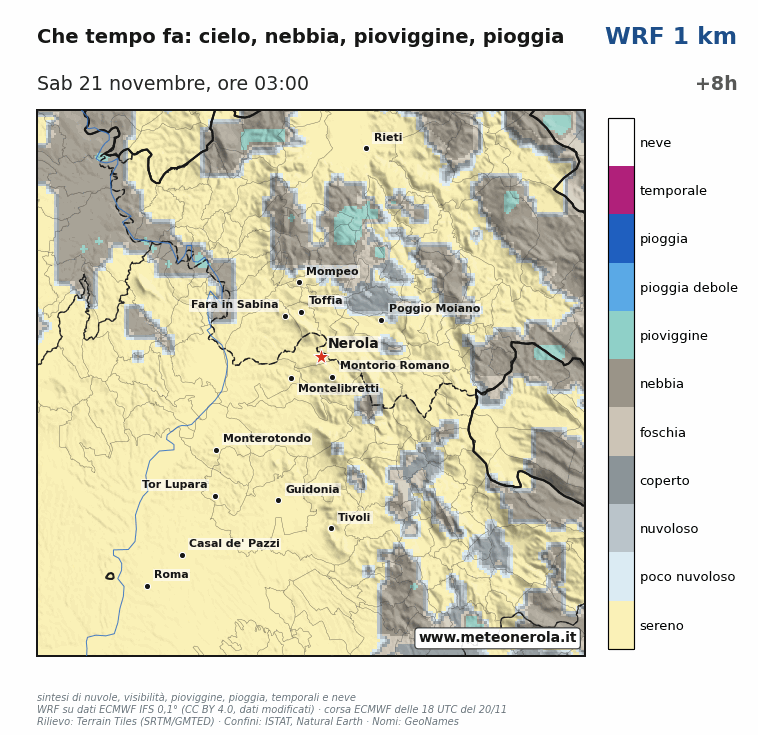 Che tempo fa: cielo, nebbia, pioviggine, pioggia
WRF 1 km
Sab 21 novembre, ore 03:00
+8h
Rieti
Mompeo
Fara in Sabina
Toffia
Poggio Moiano
Nerola
Montorio Romano
Montelibretti
Monterotondo
Tor Lupara
Guidonia
Tivoli
Casal de' Pazzi
Roma
www.meteonerola.it
neve
temporale
pioggia
pioggia debole
pioviggine
nebbia
foschia
coperto
nuvoloso
poco nuvoloso
sereno
sintesi di nuvole, visibilità, pioviggine, pioggia, temporali e neve
WRF su dati ECMWF IFS 0,1° (CC BY 4.0, dati modificati) · corsa ECMWF delle 18 UTC del 20/11
Rilievo: Terrain Tiles (SRTM/GMTED) · Confini: ISTAT, Natural Earth · Nomi: GeoNames